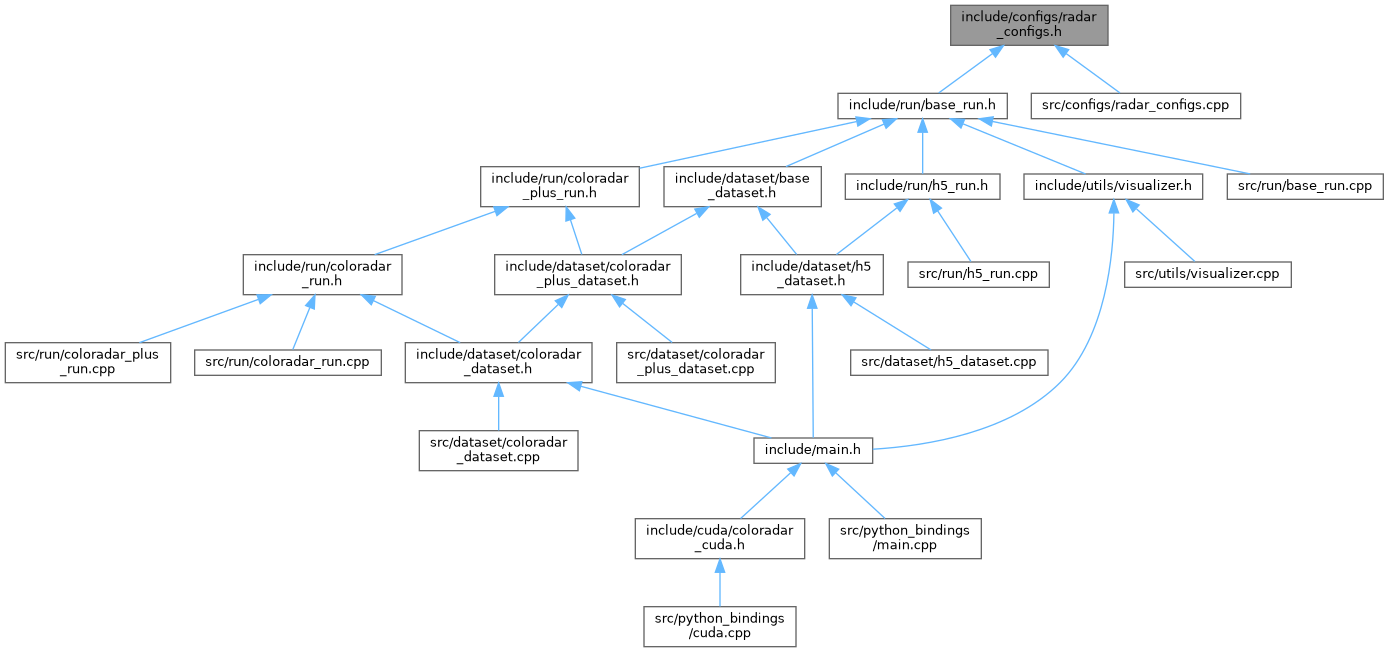 include/configs/radar
_configs.h
include/run/base_run.h
src/configs/radar_configs.cpp
include/run/coloradar
_plus_run.h
include/dataset/base
_dataset.h
include/run/h5_run.h
include/utils/visualizer.h
src/run/base_run.cpp
include/run/coloradar
_run.h
include/dataset/coloradar
_plus_dataset.h
include/dataset/h5
_dataset.h
src/run/h5_run.cpp
src/utils/visualizer.cpp
src/run/coloradar_plus
_run.cpp
src/run/coloradar_run.cpp
include/dataset/coloradar
_dataset.h
src/dataset/coloradar
_plus_dataset.cpp
src/dataset/h5_dataset.cpp
src/dataset/coloradar
_dataset.cpp
include/main.h
include/cuda/coloradar
_cuda.h
src/python_bindings
/main.cpp
src/python_bindings
/cuda.cpp